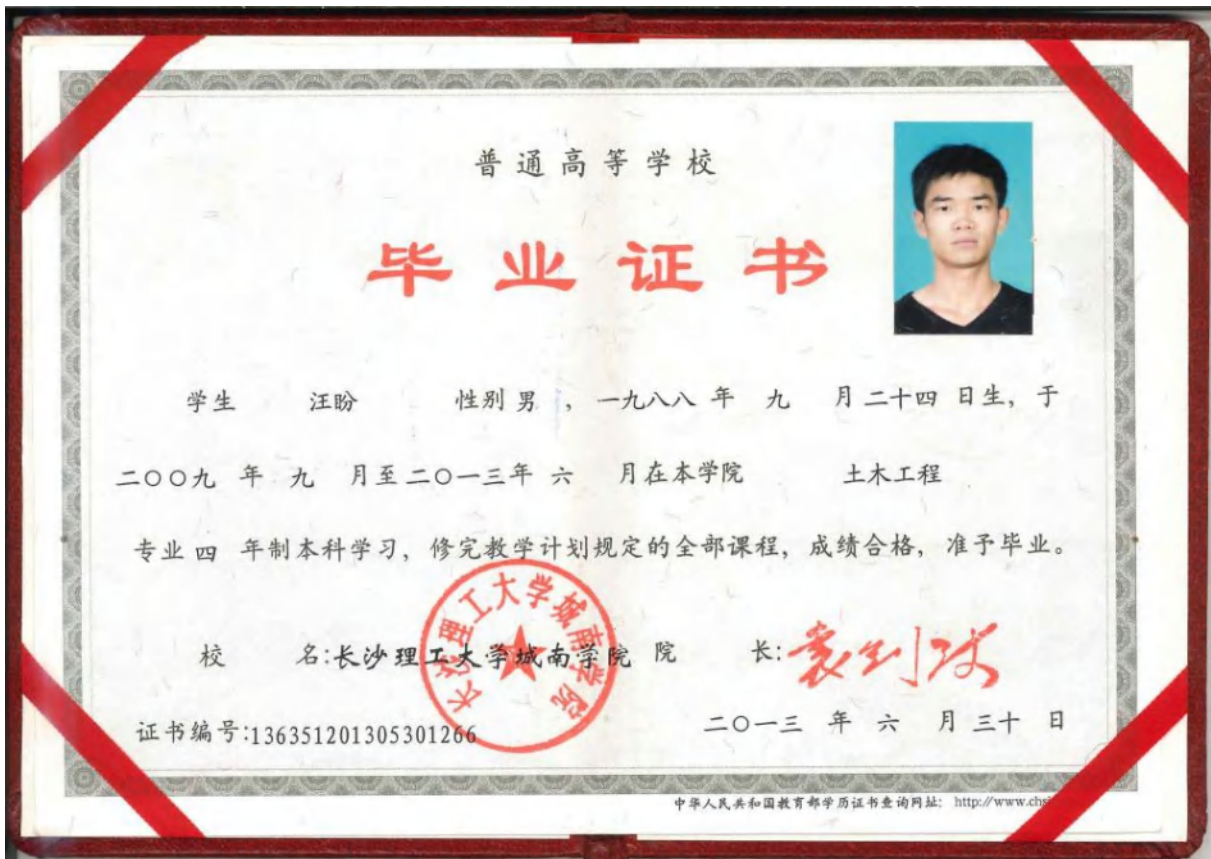 普通高等学校
毕业证书
学生 汪盼 性别 男 , 一九八八 年 九 月 二十四 日生, 于
二〇〇九 年 九 月至 二〇一三 年 六 月在本学院 土木工程
专业 四 年制本科学习, 修完教学计划规定的全部课程, 成绩合格, 准予毕业。
长沙理工大学城南学院
校 名:长沙理工大学城南学院 院 长:
证书编号:136351201305301266
二〇一三 年 六 月 三十 日
中华人民共和国教育部学历证书查询网址: http://www.chsi